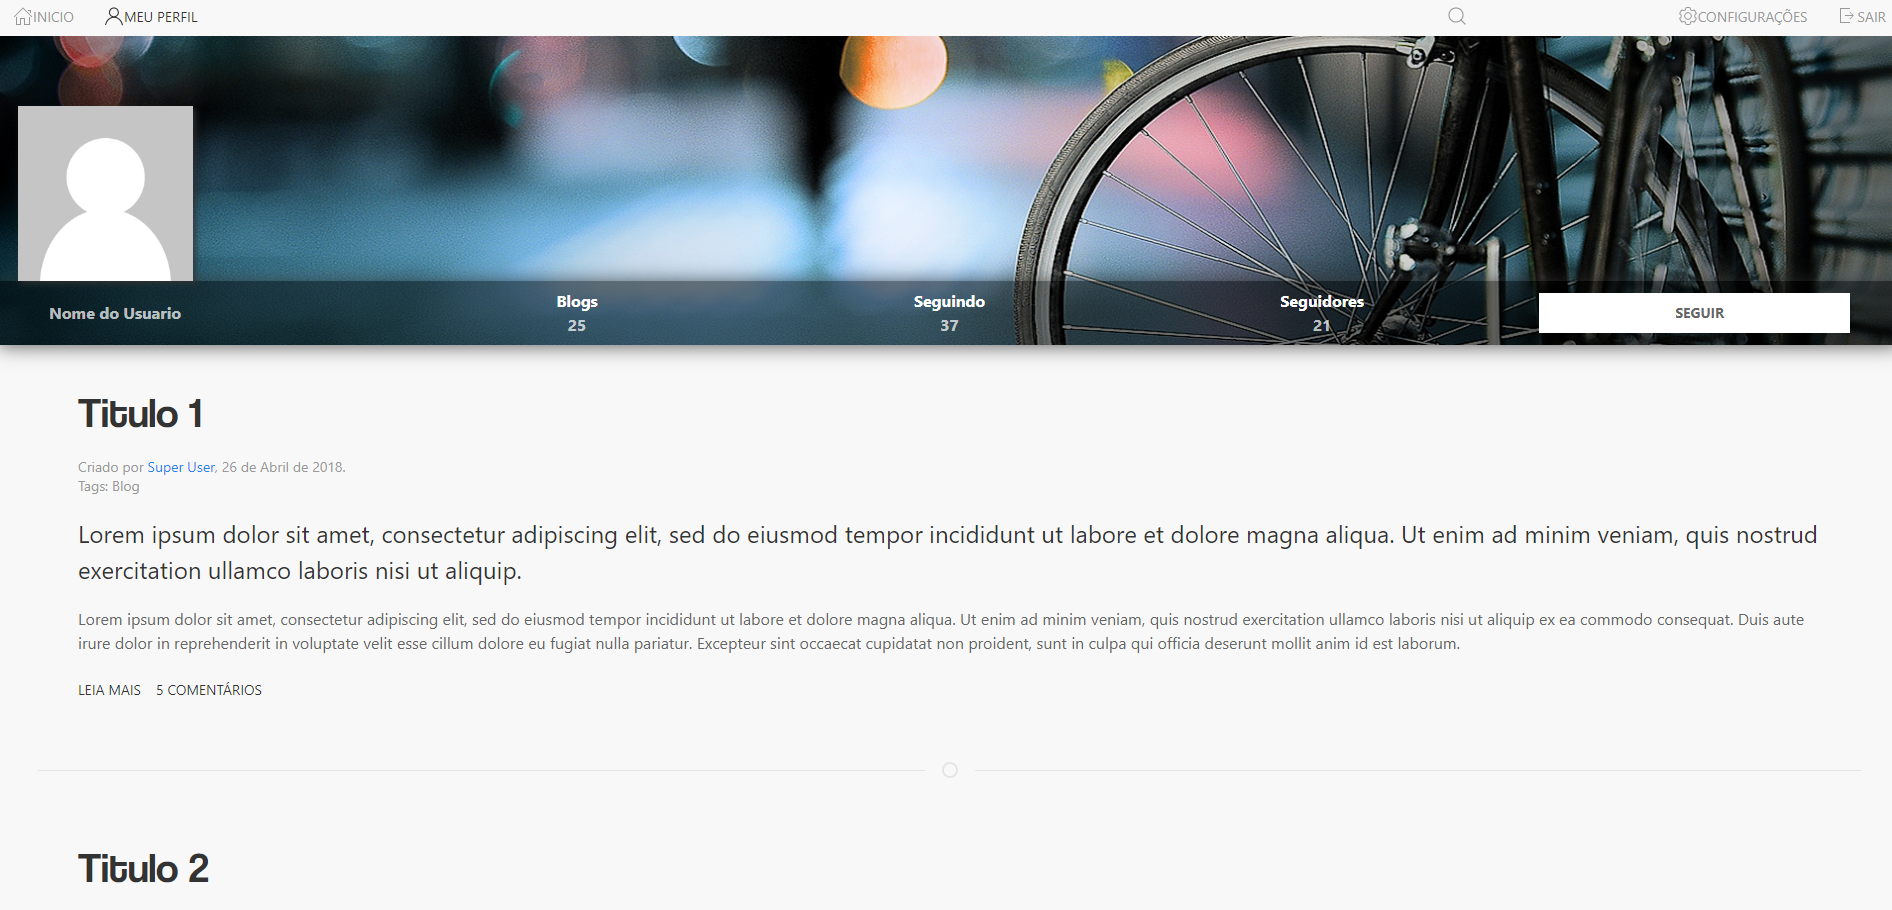 INICIO MEU PERFIL CONFIGURAÇÕES SAIR
Nome do Usuario
Blogs
25
Seguindo
37
Seguidores
21
SEGUIR
Titulo 1
Criado por Super User, 26 de Abril de 2018.
Tags: Blog
Lorem ipsum dolor sit amet, consectetur adipiscing elit, sed do eiusmod tempor incididunt ut labore et dolore magna aliqua. Ut enim ad minim veniam, quis nostrud
exercitation ullamco laboris nisi ut aliquip.
Lorem ipsum dolor sit amet, consectetur adipiscing elit, sed do eiusmod tempor incididunt ut labore et dolore magna aliqua. Ut enim ad minim veniam, quis nostrud exercitation ullamco laboris nisi ut aliquip ex ea commodo consequat. Duis aute
irure dolor in reprehenderit in voluptate velit esse cillum dolore eu fugiat nulla pariatur. Excepteur sint occaecat cupidatat non proident, sunt in culpa qui officia deserunt mollit anim id est laborum.
LEIA MAIS 5 COMENTÁRIOS
Titulo 2